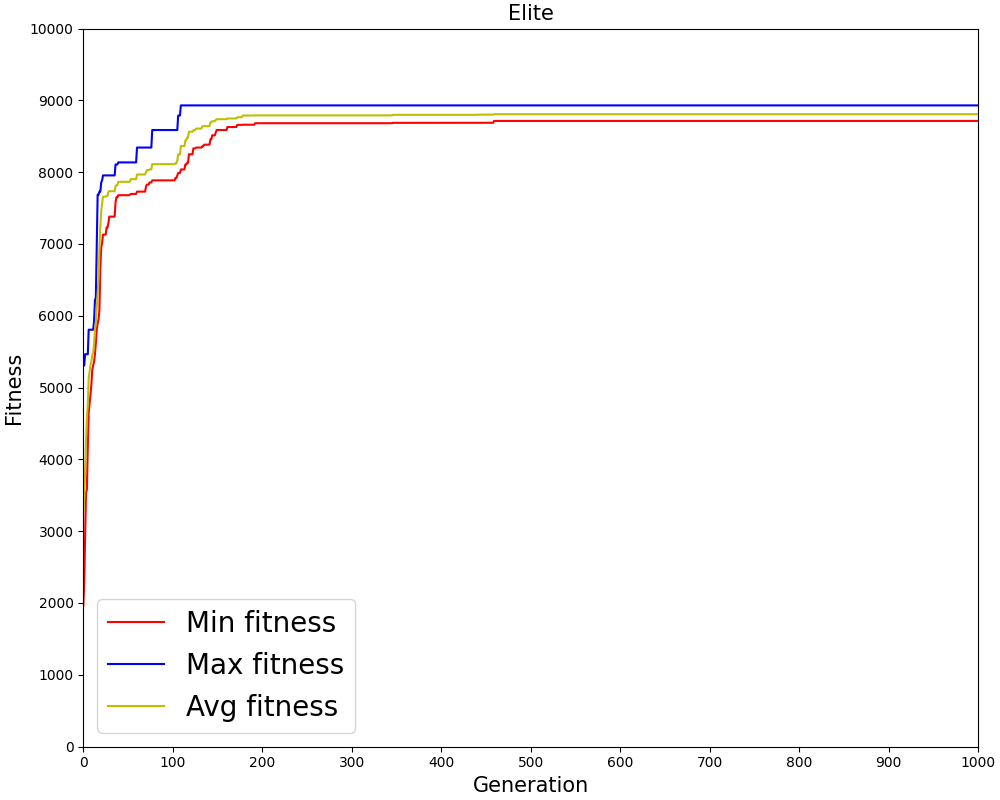 Elite
10000
9000
8000
7000
6000
5000
4000
3000
2000
1000
0
Fitness
Min fitness
Max fitness
Avg fitness
0 100 200 300 400 500 600 700 800 900 1000
Generation